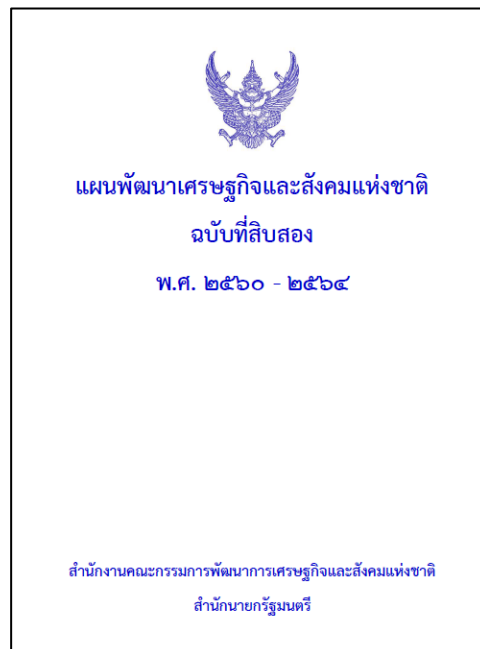 แผนพัฒนาเศรษฐกิจและสังคมแห่งชาติ
ฉบับที่สิบสอง
พ.ศ. ๒๕๖๐ - ๒๕๖๔
สำนักงานคณะกรรมการพัฒนาการเศรษฐกิจและสังคมแห่งชาติ
สำนักนายกรัฐมนตรี